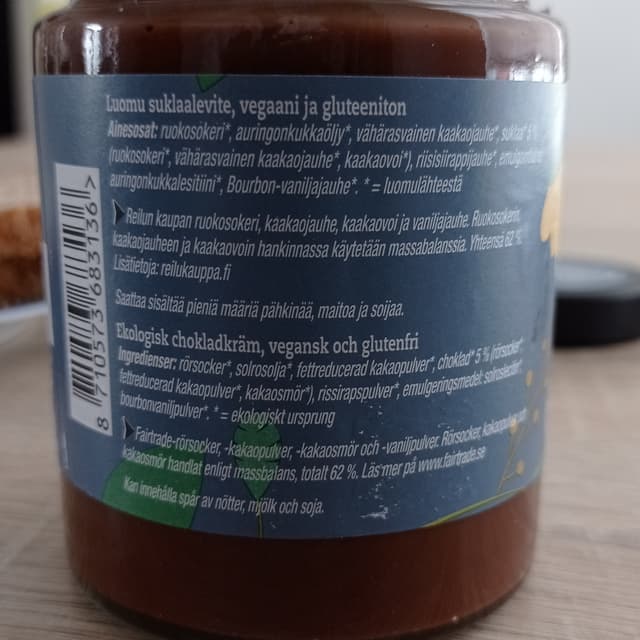 Luomu suklaalevite, vegaani ja gluteeniton
Ainesosat: ruokosokeri*, auringonkukkaöljy*, vähärasvainen kaakaojauhe*, suklaa* 5 %
(ruokosokeri*, vähärasvainen kaakaojauhe*, kaakaovoi*), riisisiirappijauhe*, emulgointiaine
auringonkukkalesitiini*, Bourbon-vaniljajauhe*. * = luomulähteestä
Reilun kaupan ruokosokeri, kaakaojauhe, kaakaovoi ja vaniljajauhe. Ruokosokerin,
kaakaojauheen ja kaakaovoin hankinnassa käytetään massabalanssia. Yhteensä 62 %.
Lisätietoja: reilukauppa.fi
Saattaa sisältää pieniä määriä pähkinää, maitoa ja soijaa.
Ekologisk chokladkräm, vegansk och glutenfri
Ingredienser: rörsocker*, solrosolja*, fettreducerad kakaopulver*, choklad* 5 % (rörsocker*,
fettreducerad kakaopulver*, kakaosmör*), rissirapspulver*, emulgeringsmedel: solroslecitin*,
bourbonvaniljpulver*. * = ekologiskt ursprung
Fairtrade-rörsocker, -kakaopulver, -kakaosmör och -vaniljpulver. Rörsocker, kakaopulver och
kakaosmör handlat enligt massbalans, totalt 62 %. Läs mer på www.fairtrade.se
Kan innehålla spår av nötter, mjölk och soja.
8 710573 683136 >